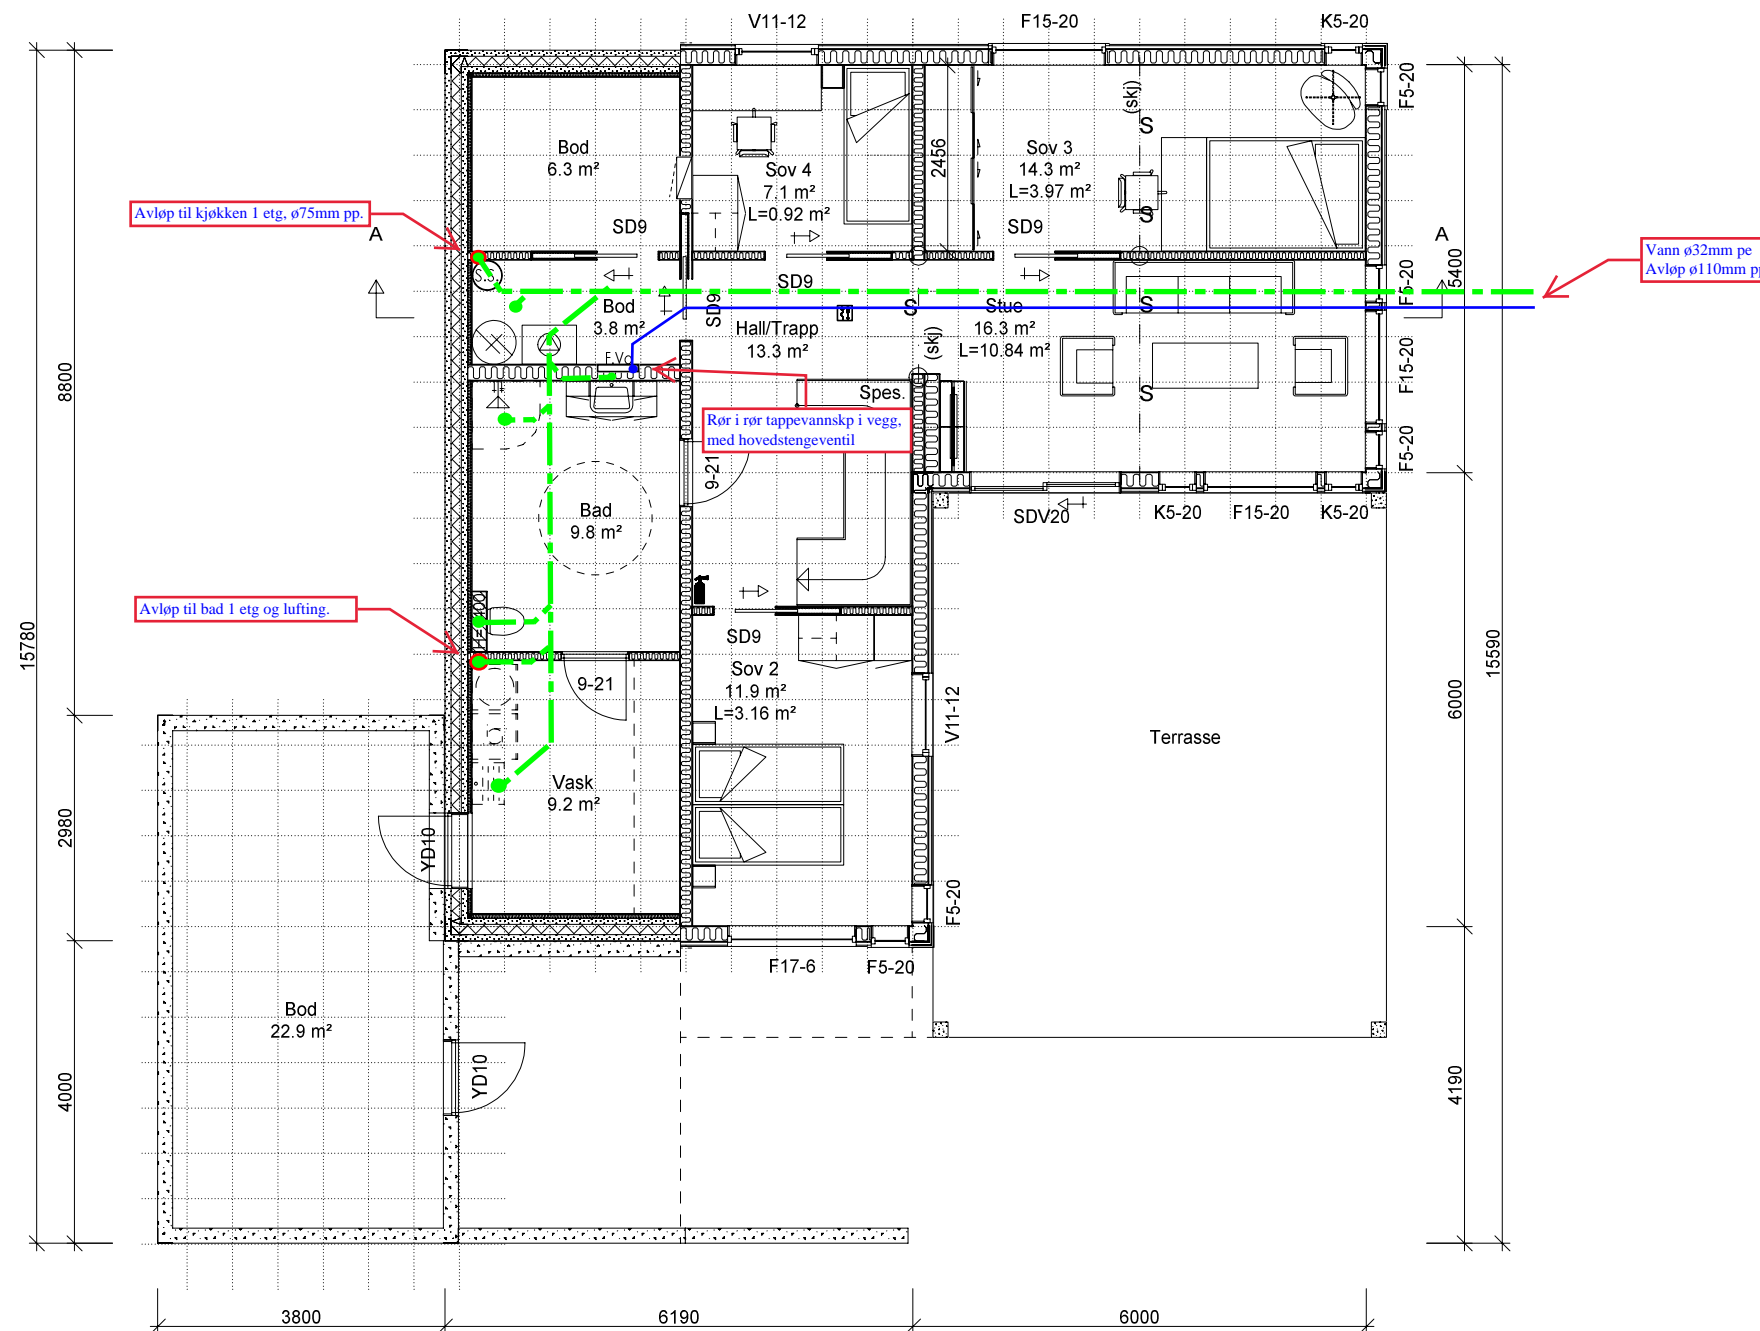 V11-12
F15-20
K5-20
F5-20
Bod
6.3 m²
Sov 4
7.1 m²
L=0.92 m²
2456
(skj)
S
Sov 3
14.3 m²
L=3.97 m²
S
Avløp til kjøkken 1 etg, ø75mm pp.
A
SD9
SD9
A
Vann ø32mm pe
Avløp ø110mm pp
8800
S.S.
SD9
SD9
Bod
3.8 m²
Hall/Trapp
13.3 m²
S
(skj)
Stue
16.3 m²
L=10.84 m²
S
F5-20
5400
F15-20
S
Spes.
Rør i rør tappevannskp i vegg,
med hovedstengeventil
9-21
F5-20
Bad
9.8 m²
SDV20
K5-20
F15-20
K5-20
Avløp til bad 1 etg og lufting.
15780
15590
SD9
Sov 2
11.9 m²
L=3.16 m²
9-21
V11-12
6000
Terrasse
Vask
9.2 m²
2980
YD10
F5-20
F17-6
F5-20
Bod
22.9 m²
YD10
4000
4190
3800
6190
6000